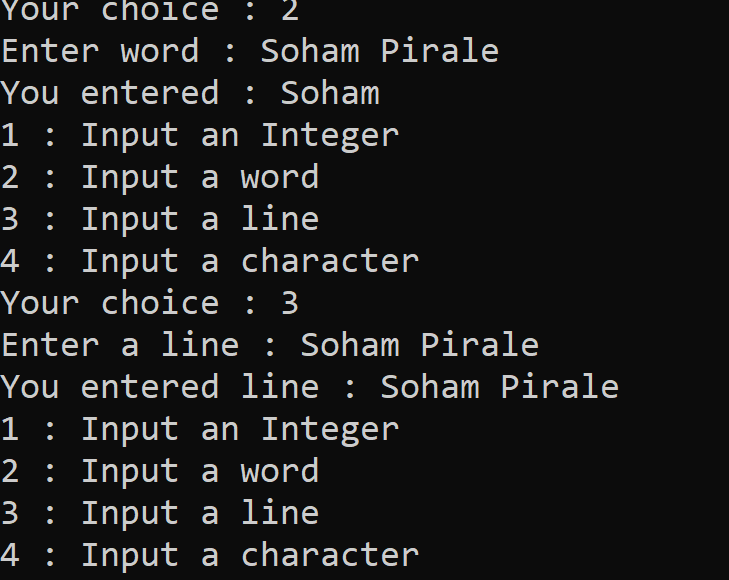 Your choice : 2
Enter word : Soham Pirale
You entered : Soham
1 : Input an Integer
2 : Input a word
3 : Input a line
4 : Input a character
Your choice : 3
Enter a line : Soham Pirale
You entered line : Soham Pirale
1 : Input an Integer
2 : Input a word
3 : Input a line
4 : Input a character